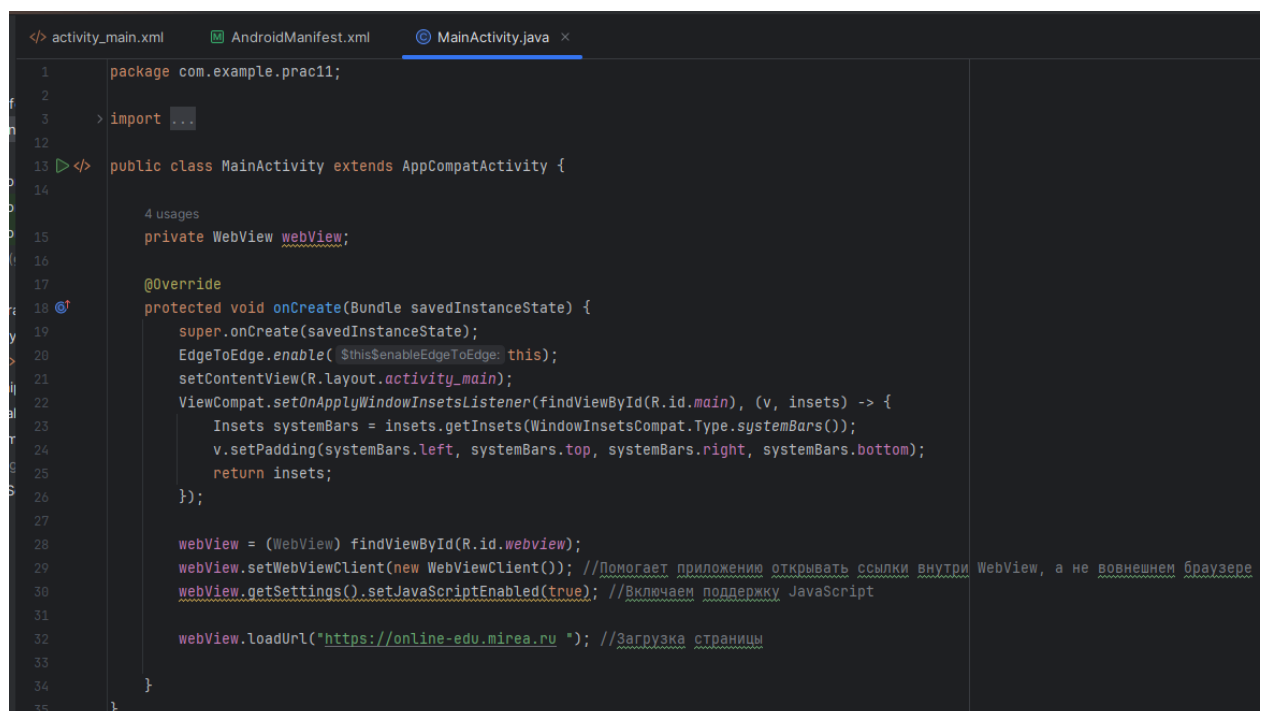 activity_main.xml AndroidManifest.xml MainActivity.java ×
1 package com.example.prac11;
2
3 > import ...
12
13 </> public class MainActivity extends AppCompatActivity {
14
4 usages
15 private WebView webView;
16
17 @Override
18 protected void onCreate(Bundle savedInstanceState) {
19 super.onCreate(savedInstanceState);
20 EdgeToEdge.enable( $this$enableEdgeToEdge: this);
21 setContentView(R.layout.activity_main);
22 ViewCompat.setOnApplyWindowInsetsListener(findViewById(R.id.main), (v, insets) -> {
23 Insets systemBars = insets.getInsets(WindowInsetsCompat.Type.systemBars());
24 v.setPadding(systemBars.left, systemBars.top, systemBars.right, systemBars.bottom);
25 return insets;
26 });
27
28 webView = (WebView) findViewById(R.id.webview);
29 webView.setWebViewClient(new WebViewClient()); //Помогает приложению открывать ссылки внутри WebView, а не вовнешнем браузере
30 webView.getSettings().setJavaScriptEnabled(true); //Включаем поддержку JavaScript
31
32 webView.loadUrl("https://online-edu.mirea.ru "); //Загрузка страницы
33
34 }
35 }